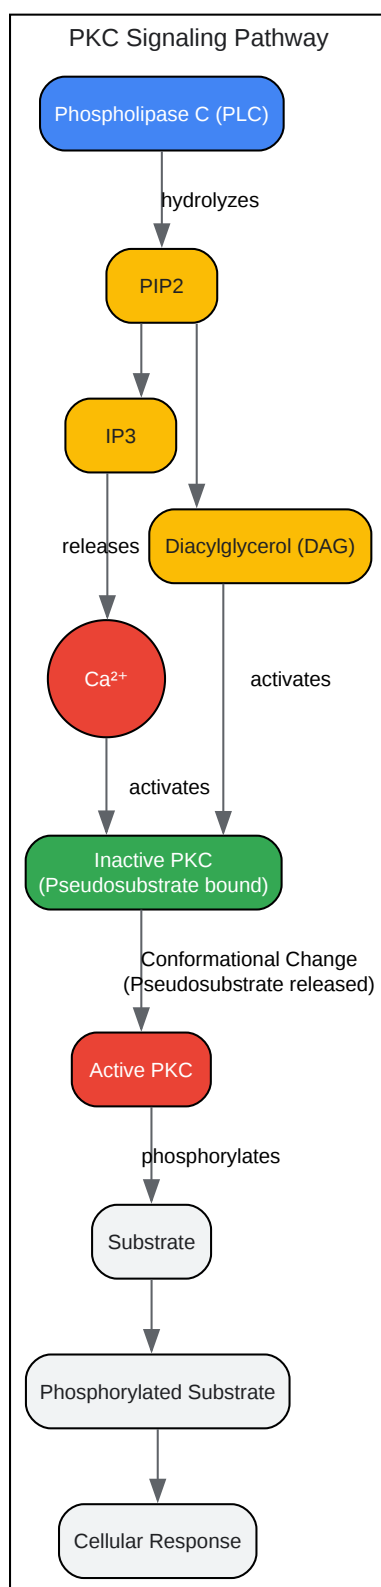 PKC Signaling Pathway
Phospholipase C (PLC)
hydrolyzes
PIP2
IP3
releases
Diacylglycerol (DAG)
Ca²⁺
activates
activates
Inactive PKC
(Pseudosubstrate bound)
Conformational Change
(Pseudosubstrate released)
Active PKC
phosphorylates
Substrate
Phosphorylated Substrate
Cellular Response